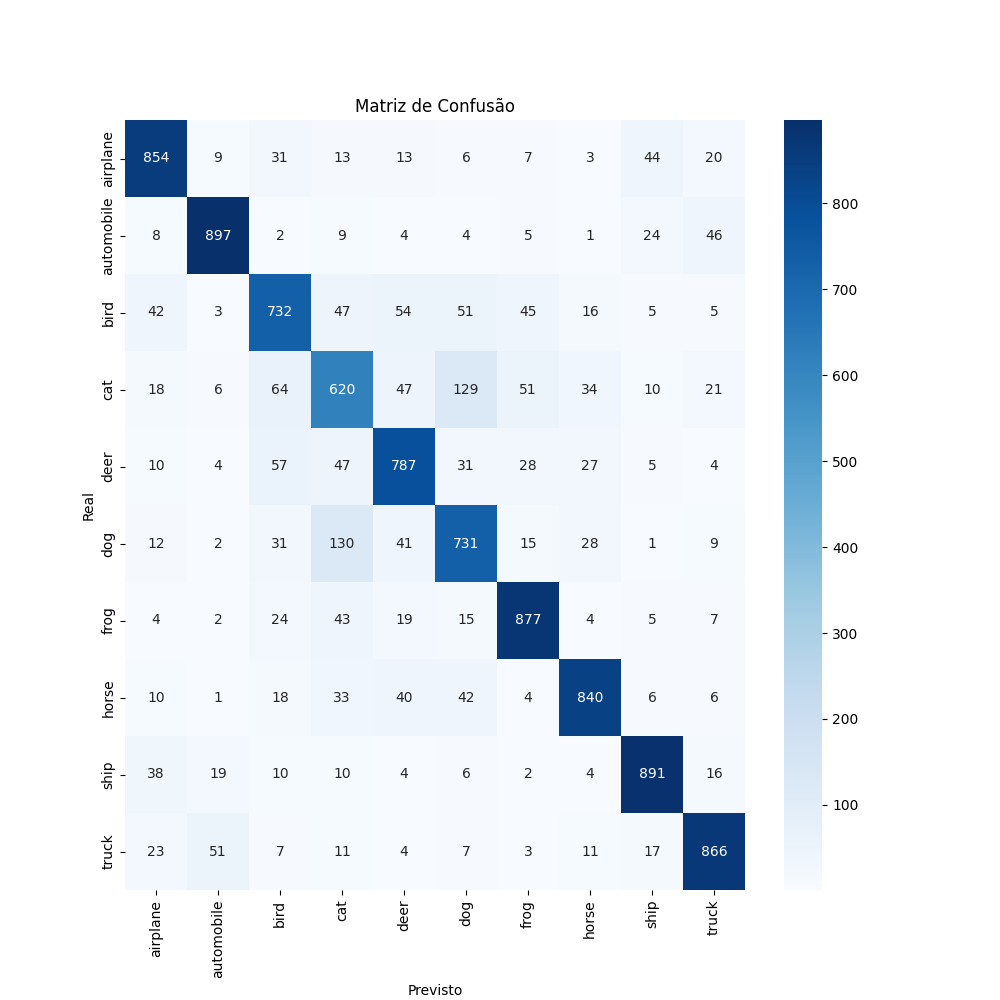 Matriz de Confusão
airplane 854 9 31 13 13 6 7 3 44 20
automobile 8 897 2 9 4 4 5 1 24 46
bird 42 3 732 47 54 51 45 16 5 5
cat 18 6 64 620 47 129 51 34 10 21
deer 10 4 57 47 787 31 28 27 5 4
dog 12 2 31 130 41 731 15 28 1 9
frog 4 2 24 43 19 15 877 4 5 7
horse 10 1 18 33 40 42 4 840 6 6
ship 38 19 10 10 4 6 2 4 891 16
truck 23 51 7 11 4 7 3 11 17 866
airplane automobile bird cat deer dog frog horse ship truck
Real
Previsto
800
700
600
500
400
300
200
100